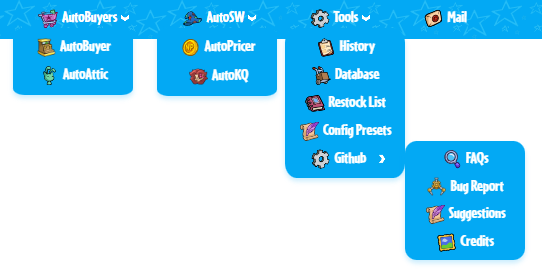 AutoBuyers
AutoSW
Tools
Mail
AutoBuyer
AutoAttic
AutoPricer
AutoKQ
History
Database
Restock List
Config Presets
Github
FAQs
Bug Report
Suggestions
Credits